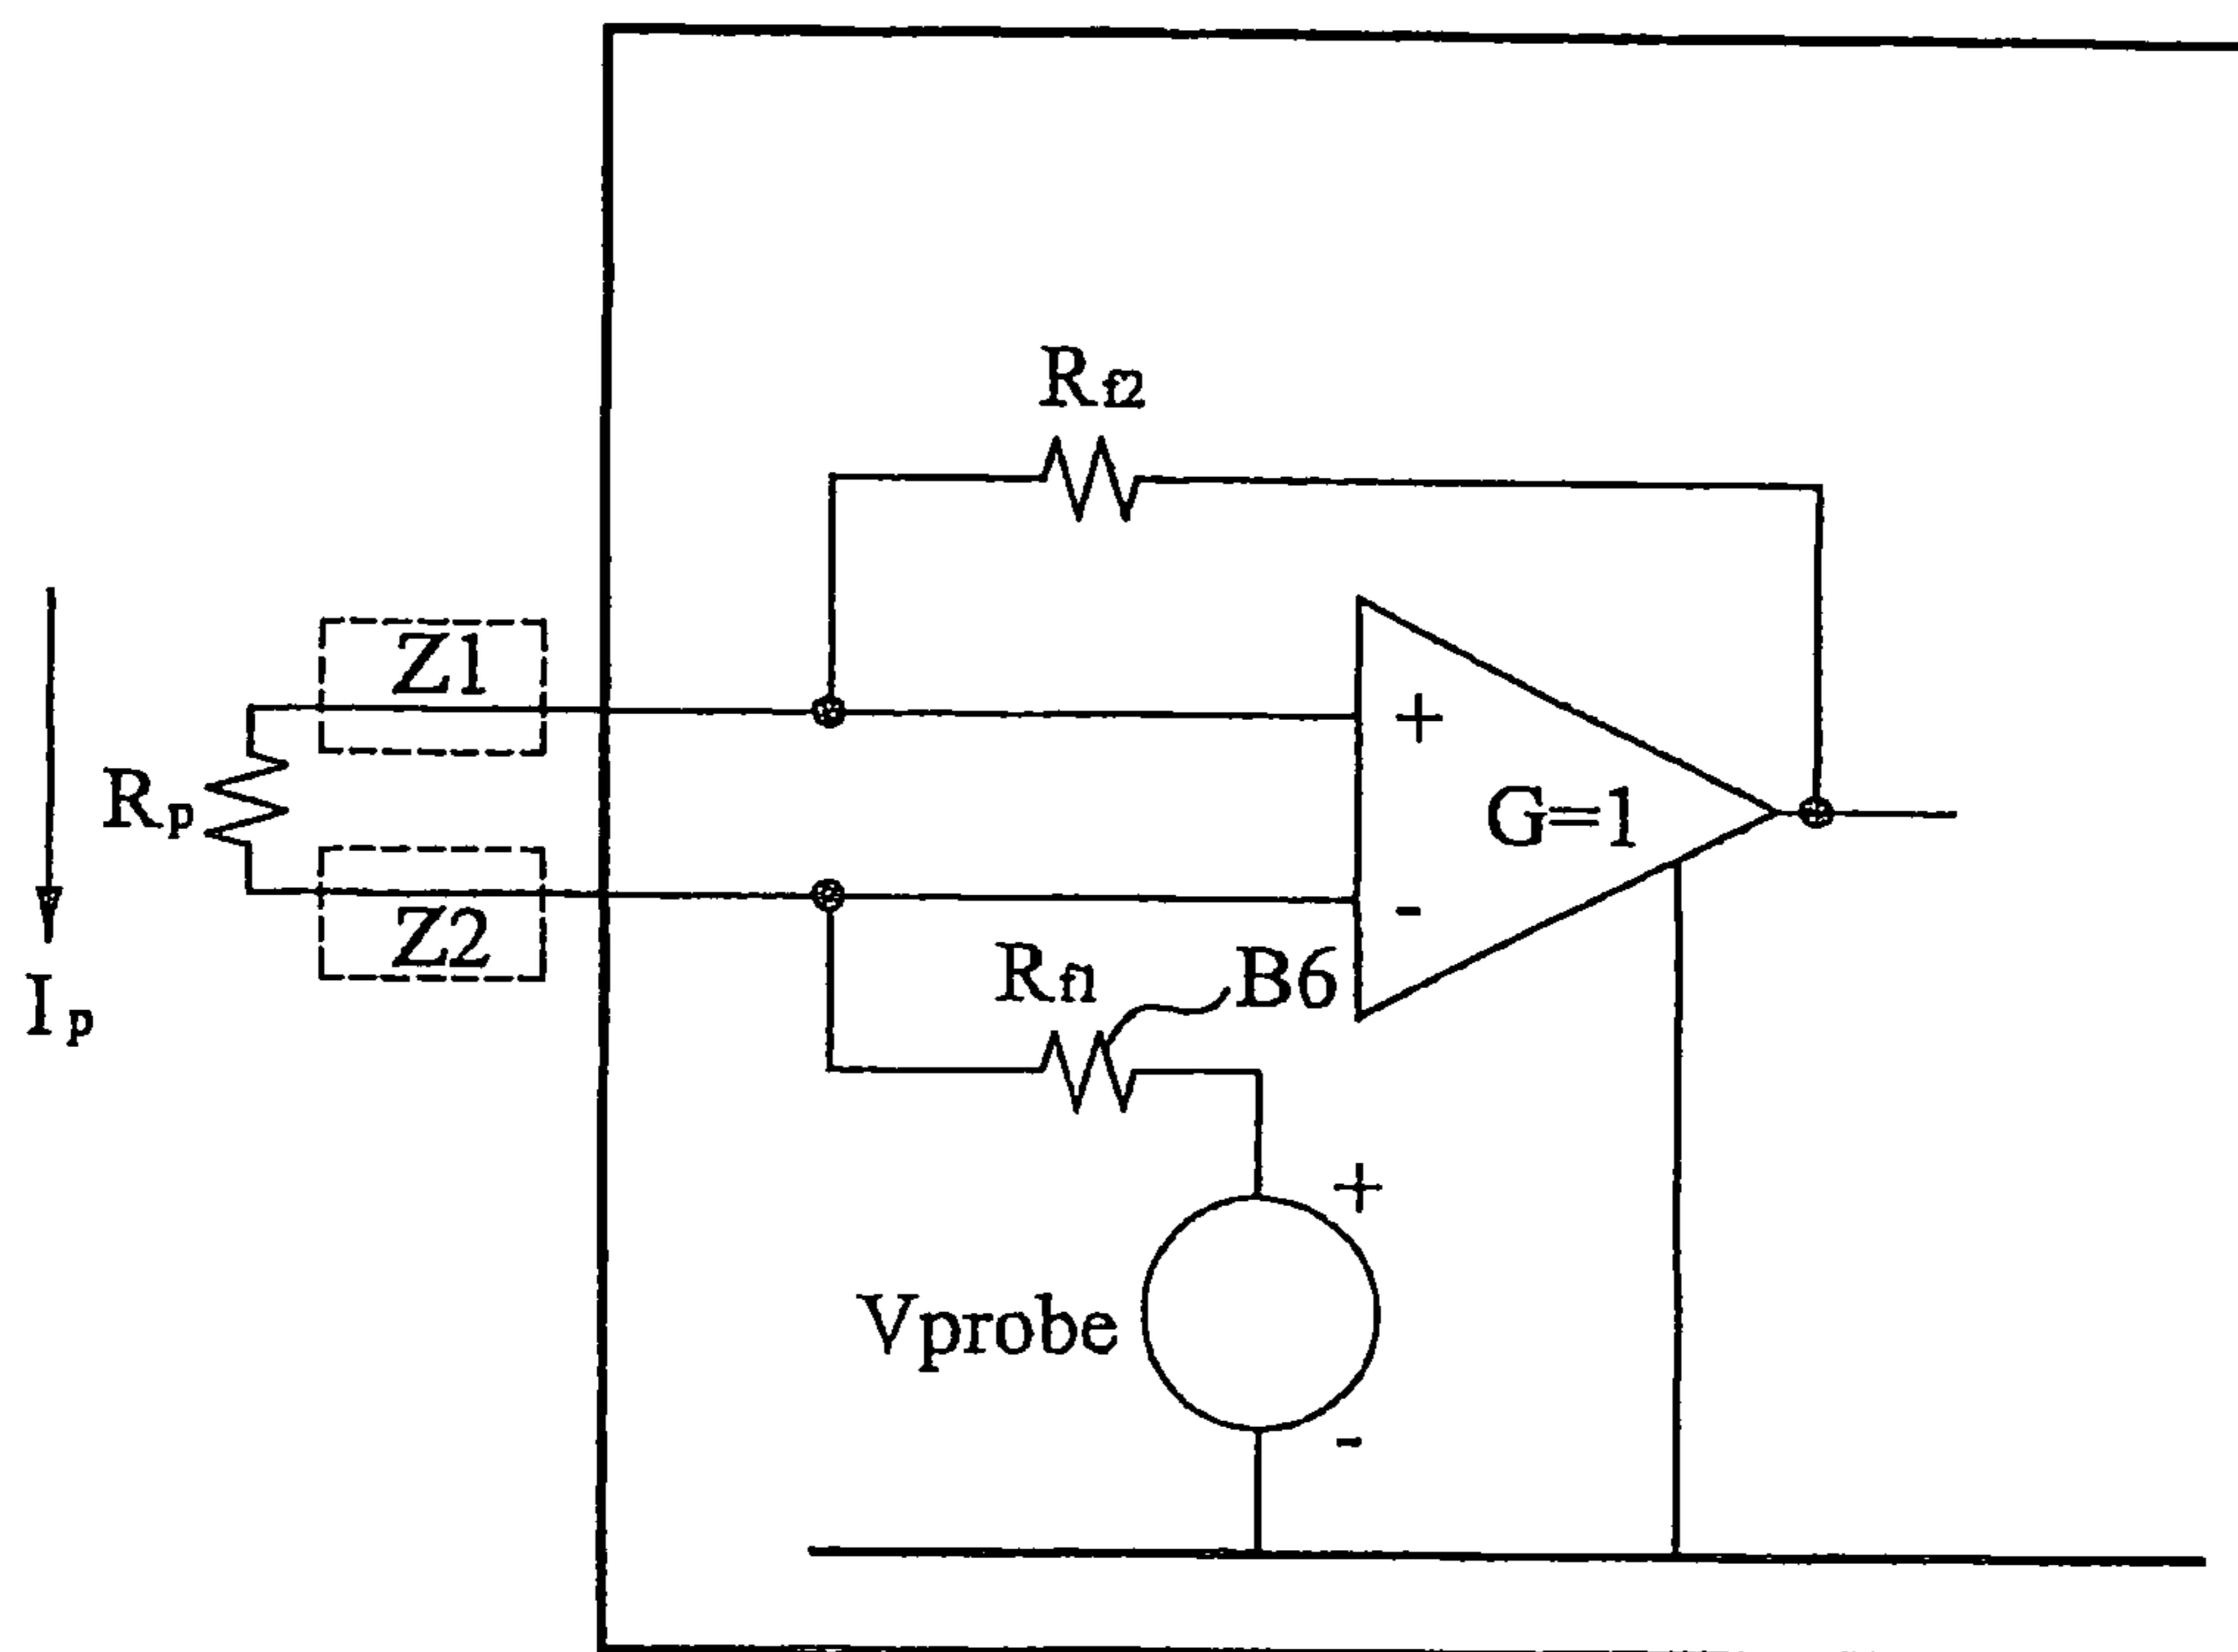 Rf2
Z1
+
G=1
Rp
Z2
-
Rf1
B6
Ip
+
Vprobe
-